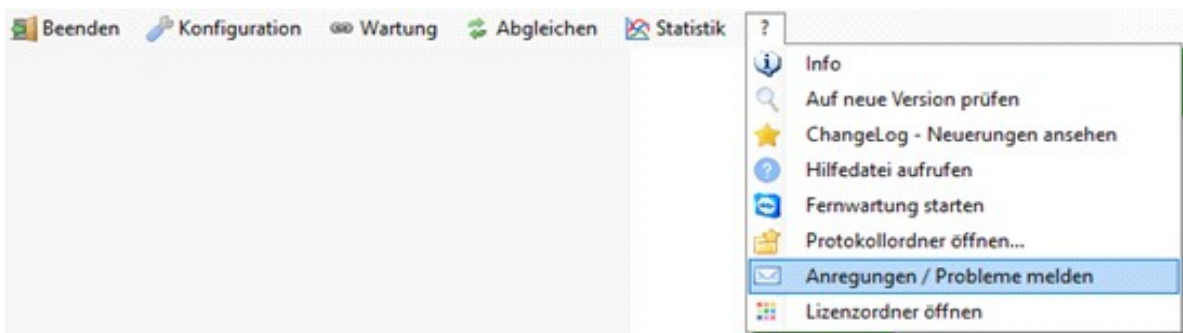 Beenden Konfiguration Wartung Abgleichen Statistik ?
Info
Auf neue Version prüfen
ChangeLog - Neuerungen ansehen
Hilfedatei aufrufen
Fernwartung starten
Protokollordner öffnen...
Anregungen / Probleme melden
Lizenzordner öffnen